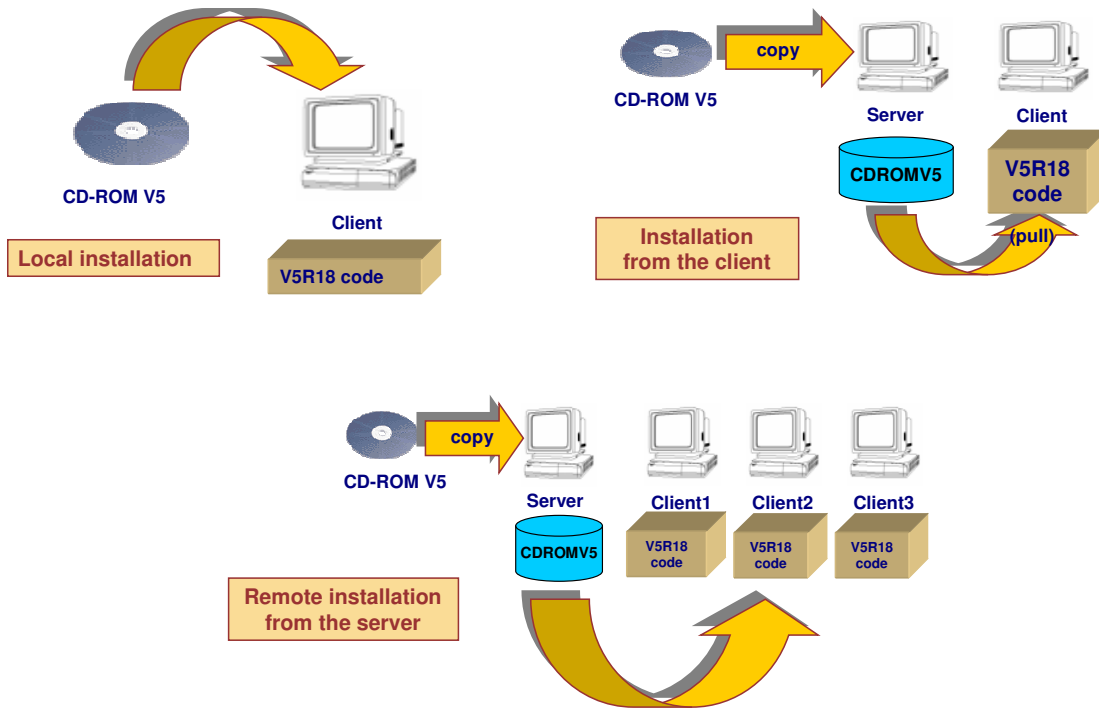 CD-ROM V5
Client
Local installation
V5R18 code
copy
CD-ROM V5
Server
Client
CDROMV5
V5R18
code
(pull)
Installation
from the client
copy
CD-ROM V5
Server
Client1
Client2
Client3
CDROMV5
V5R18
code
V5R18
code
V5R18
code
Remote installation
from the server